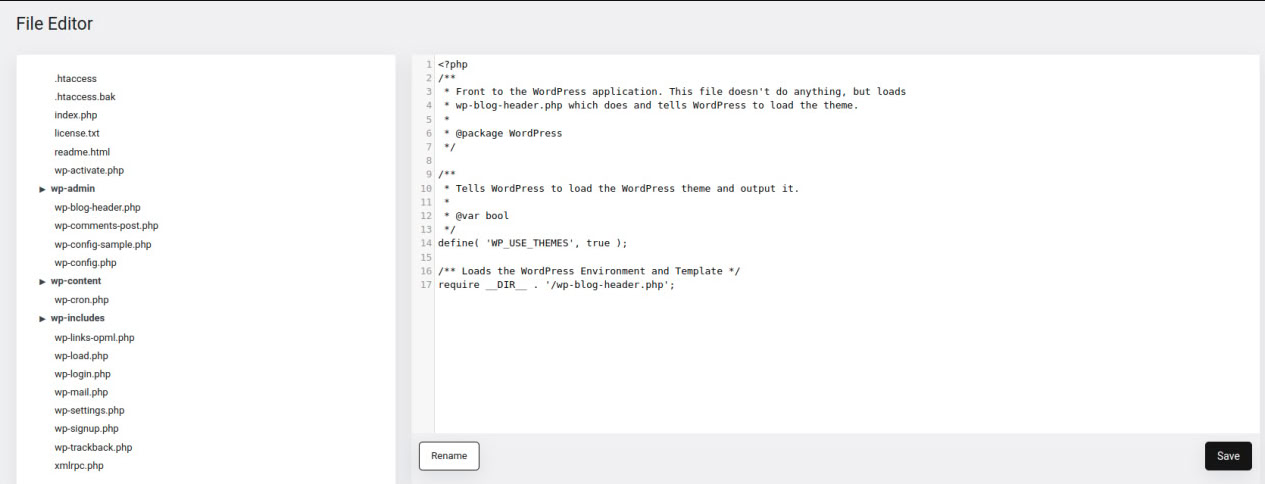 File Editor
.htaccess
.htaccess.bak
index.php
license.txt
readme.html
wp-activate.php
▶ wp-admin
wp-blog-header.php
wp-comments-post.php
wp-config-sample.php
wp-config.php
▶ wp-content
wp-cron.php
▶ wp-includes
wp-links-opml.php
wp-load.php
wp-login.php
wp-mail.php
wp-settings.php
wp-signup.php
wp-trackback.php
xmlrpc.php
1 <?php
2 /**
3  * Front to the WordPress application. This file doesn't do anything, but loads
4  * wp-blog-header.php which does and tells WordPress to load the theme.
5  *
6  * @package WordPress
7  */
8
9 /**
10  * Tells WordPress to load the WordPress theme and output it.
11  *
12  * @var bool
13  */
14 define( 'WP_USE_THEMES', true );
15
16 /** Loads the WordPress Environment and Template */
17 require __DIR__ . '/wp-blog-header.php';
Rename
Save